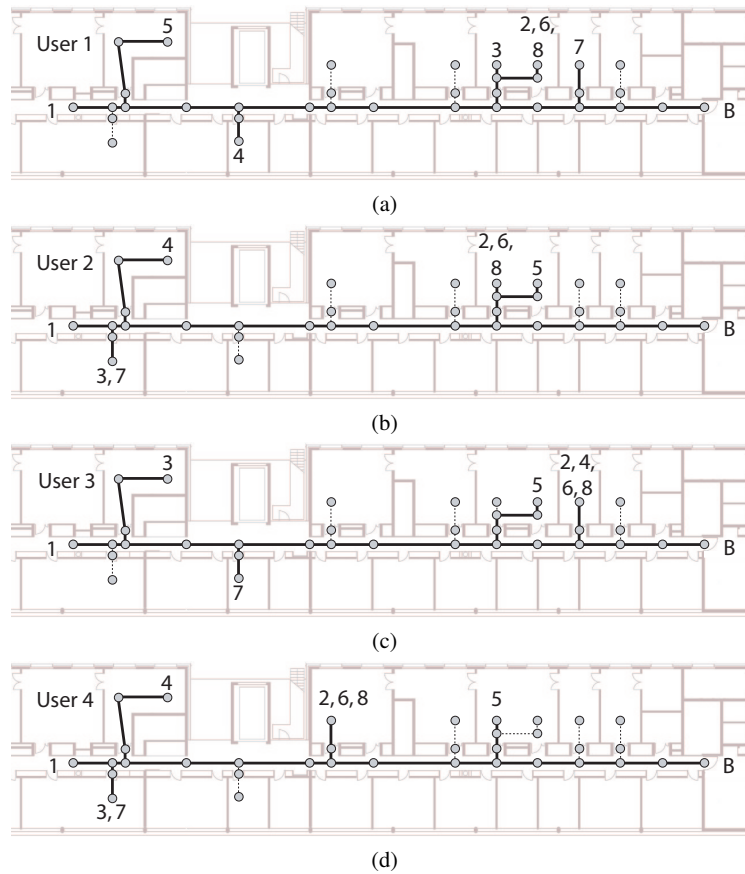 User 1
5
2, 6,
3 8 7
1
B
4
(a)
User 2
4
2, 6,
8 5
1
B
3, 7
(b)
User 3
3
2, 4,
5 6, 8
1
B
7
(c)
User 4
4
2, 6, 8
5
1
B
3, 7
(d)